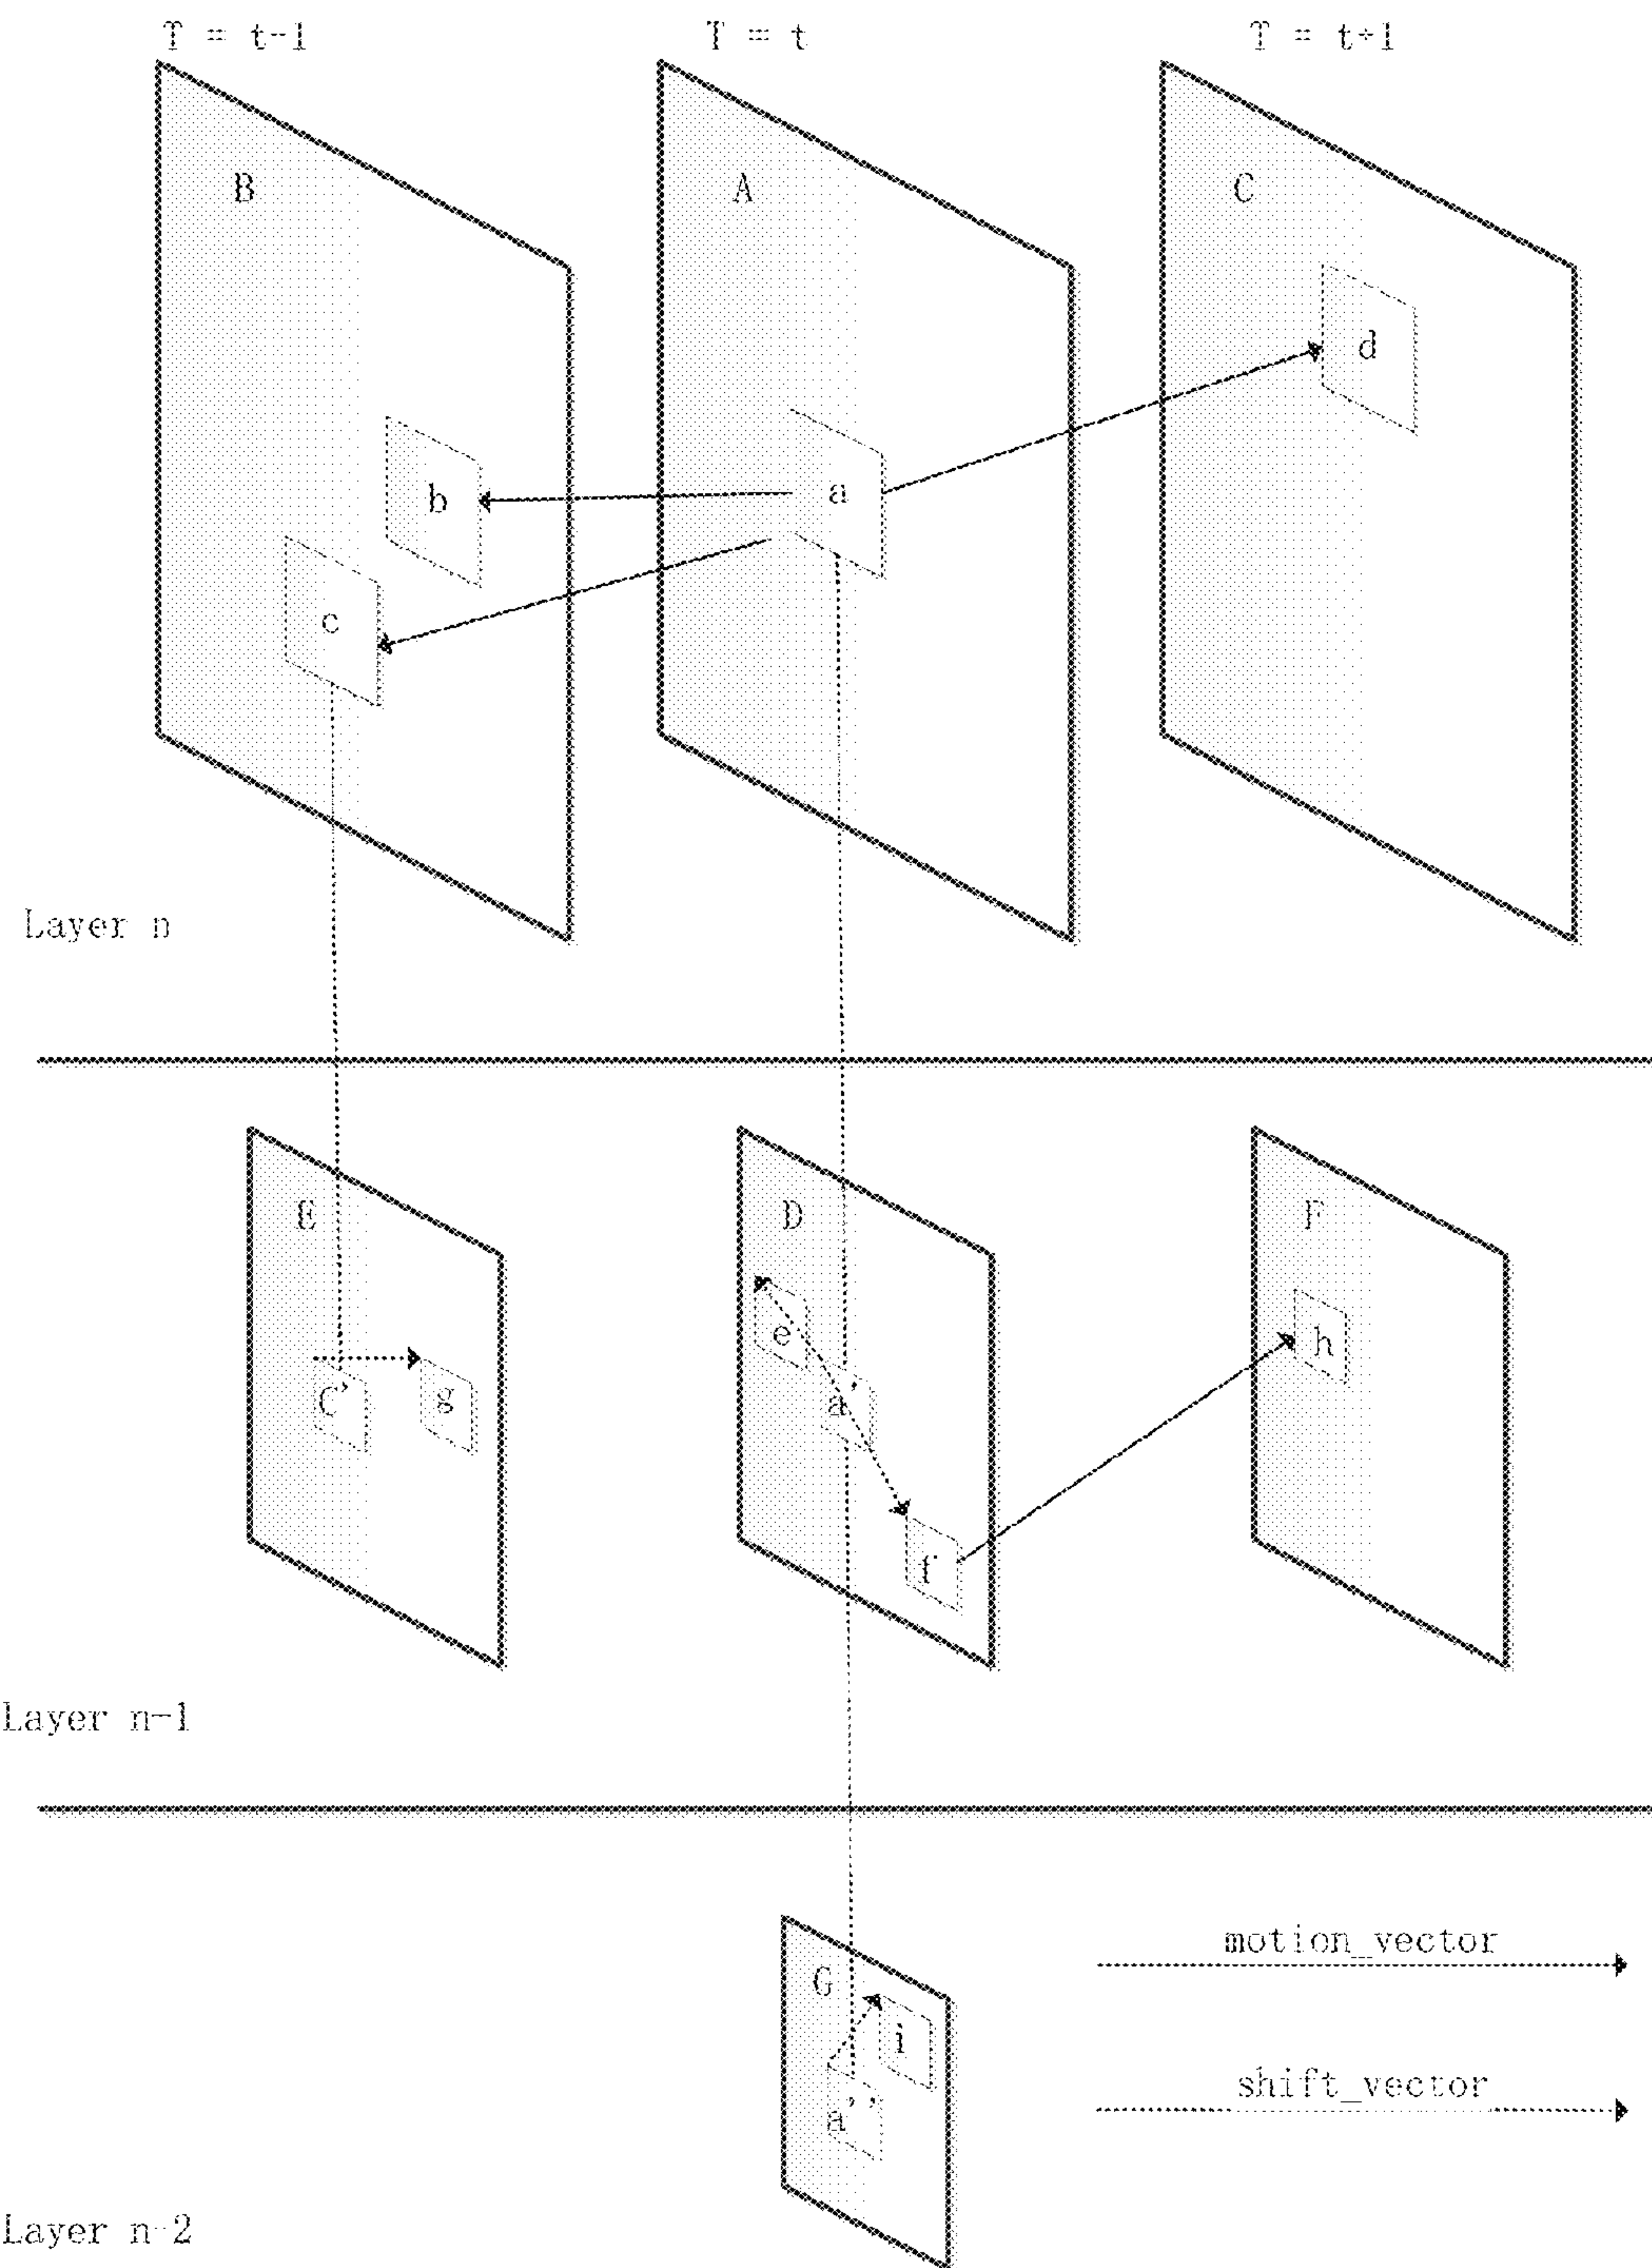 T = t-1
T = t
T = t+1
B
A
C
d
b
a
c
Layer n
E
D
F
e
h
C'
g
a'
f
Layer n-1
motion_vector
G
i
shift_vector
a''
Layer n-2